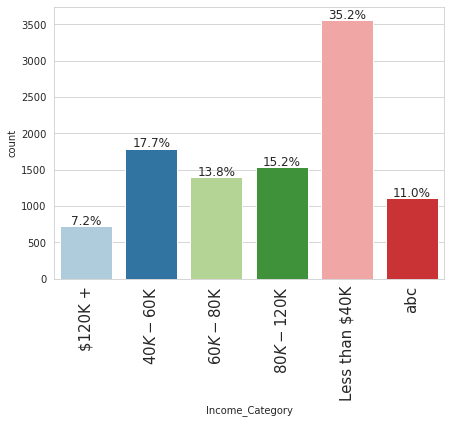 35.2%
17.7%
15.2%
13.8%
11.0%
7.2%
3500
3000
2500
2000
1500
1000
500
0
count
$120K +
40K − 60K
60K − 80K
80K − 120K
Less than $40K
abc
Income_Category